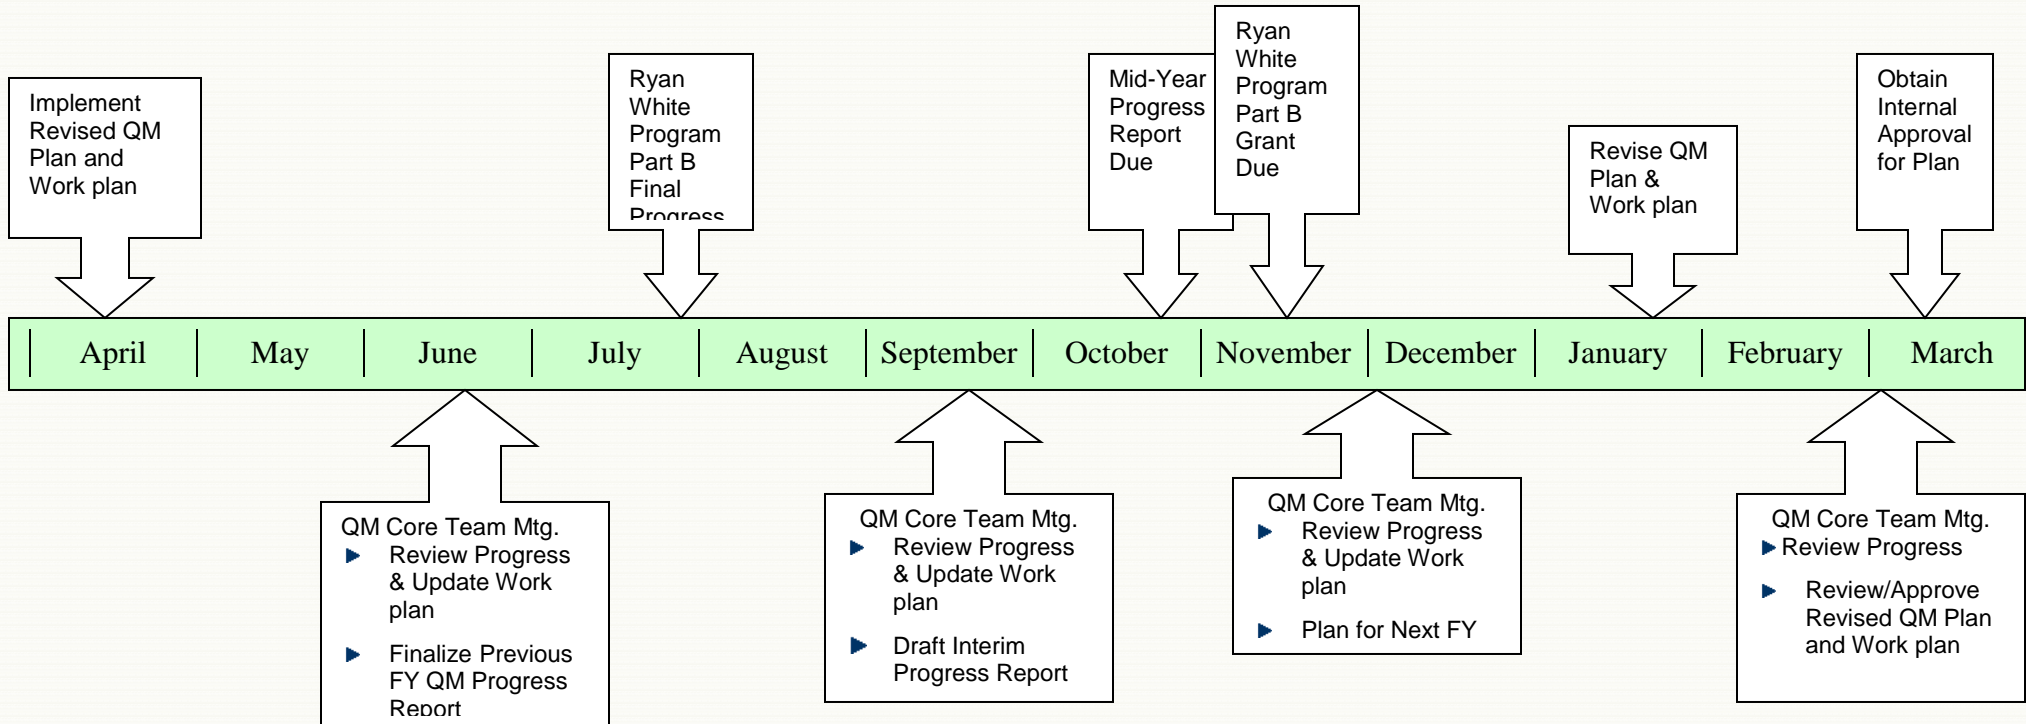 Implement
Revised QM
Plan and
Work plan
Ryan
White
Program
Part B
Final
Progress
Mid-Year
Progress
Report
Due
Ryan
White
Program
Part B
Grant
Due
Revise QM
Plan &
Work plan
Obtain
Internal
Approval
for Plan
April May June July August September October November December January February March
QM Core Team Mtg.
Review Progress
& Update Work
plan
Finalize Previous
FY QM Progress
Report
QM Core Team Mtg.
Review Progress
& Update Work
plan
Draft Interim
Progress Report
QM Core Team Mtg.
Review Progress
& Update Work
plan
Plan for Next FY
QM Core Team Mtg.
Review Progress
Review/Approve
Revised QM Plan
and Work plan